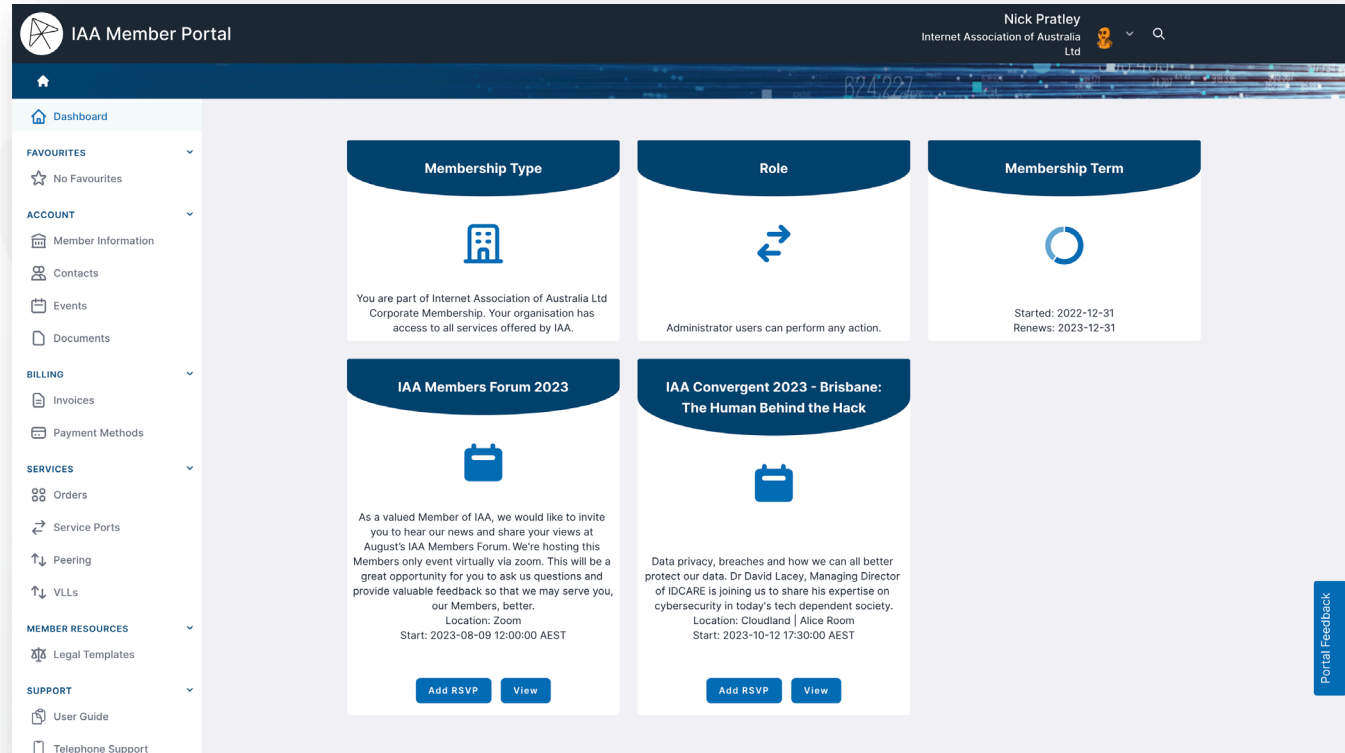 IAA Member Portal
Nick Pratley
Internet Association of Australia
Ltd
624,227
Dashboard
FAVOURITES
No Favourites
ACCOUNT
Member Information
Contacts
Events
Documents
BILLING
Invoices
Payment Methods
SERVICES
Orders
Service Ports
Peering
VLLs
MEMBER RESOURCES
Legal Templates
SUPPORT
User Guide
Telephone Support
Membership Type
You are part of Internet Association of Australia Ltd
Corporate Membership. Your organisation has
access to all services offered by IAA.
Role
Administrator users can perform any action.
Membership Term
Started: 2022-12-31
Renews: 2023-12-31
IAA Members Forum 2023
As a valued Member of IAA, we would like to invite
you to hear our news and share your views at
August's IAA Members Forum. We're hosting this
Members only event virtually via zoom. This will be a
great opportunity for you to ask us questions and
provide valuable feedback so that we may serve you,
our Members, better.
Location: Zoom
Start: 2023-08-09 12:00:00 AEST
Add RSVP
View
IAA Convergent 2023 - Brisbane:
The Human Behind the Hack
Data privacy, breaches and how we can all better
protect our data. Dr David Lacey, Managing Director
of IDCARE is joining us to share his expertise on
cybersecurity in today's tech dependent society.
Location: Cloudland | Alice Room
Start: 2023-10-12 17:30:00 AEST
Add RSVP
View
Portal Feedback